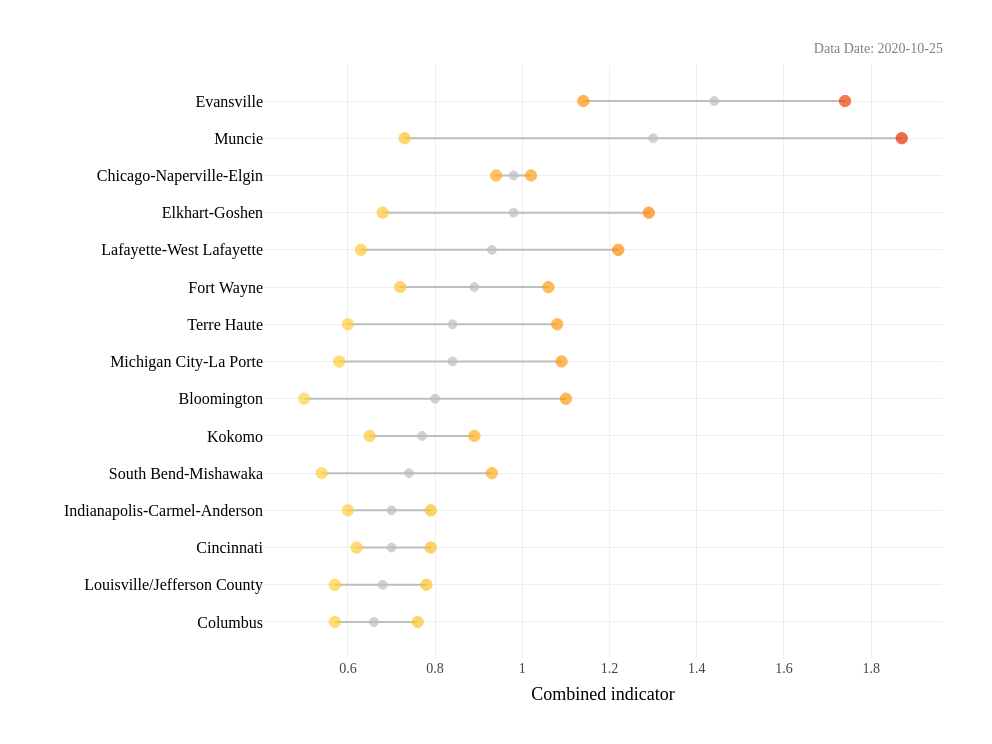 Data Date: 2020-10-25
Evansville
Muncie
Chicago-Naperville-Elgin
Elkhart-Goshen
Lafayette-West Lafayette
Fort Wayne
Terre Haute
Michigan City-La Porte
Bloomington
Kokomo
South Bend-Mishawaka
Indianapolis-Carmel-Anderson
Cincinnati
Louisville/Jefferson County
Columbus
0.6 0.8 1 1.2 1.4 1.6 1.8
Combined indicator